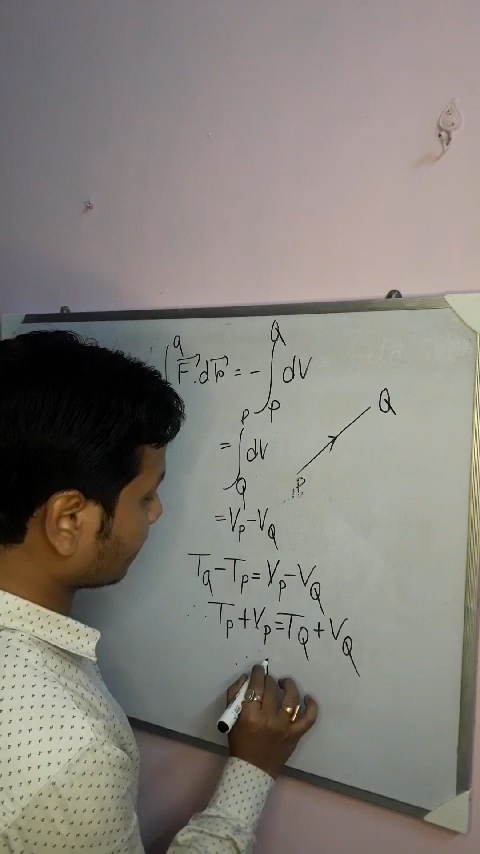 ∫_P^Q F⃗.dr⃗ = -∫_P^Q dV
= ∫_Q^P dV
= V_P - V_Q
T_Q - T_P = V_P - V_Q
∴ T_P + V_P = T_Q + V_Q
Q
P